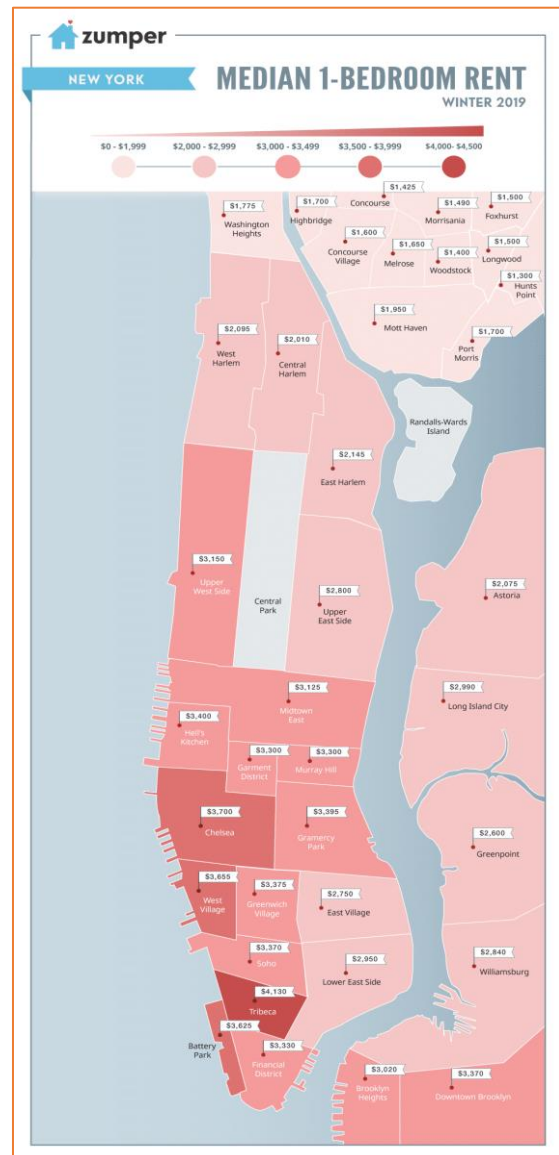 zumper
NEW YORK
MEDIAN 1-BEDROOM RENT
WINTER 2019
$0 - $1,999
$2,000 - $2,999
$3,000 - $3,499
$3,500 - $3,999
$4,000- $4,500
$1,775
Washington
Heights
$1,700
Highbridge
$1,425
Concourse
$1,490
Morrisania
$1,500
Foxhurst
$1,600
Concourse
Village
$1,650
Melrose
$1,400
Woodstock
$1,500
Longwood
$1,300
Hunts
Point
$1,950
Mott Haven
$1,700
Port
Morris
$2,095
West
Harlem
$2,010
Central
Harlem
Randalls-Wards
Island
$2,145
East Harlem
$3,150
Upper
West Side
Central
Park
$2,800
Upper
East Side
$2,075
Astoria
$3,125
Midtown
East
$2,990
Long Island City
$3,400
Hell's
Kitchen
$3,300
Garment
District
$3,300
Murray Hill
$3,700
Chelsea
$3,395
Gramercy
Park
$2,600
Greenpoint
$3,655
West
Village
$3,375
Greenwich
Village
$2,750
East Village
$3,370
Soho
$2,950
Lower East Side
$2,840
Williamsburg
$4,130
Tribeca
$3,625
Battery
Park
$3,330
Financial
District
$3,020
Brooklyn
Heights
$3,370
Downtown Brooklyn